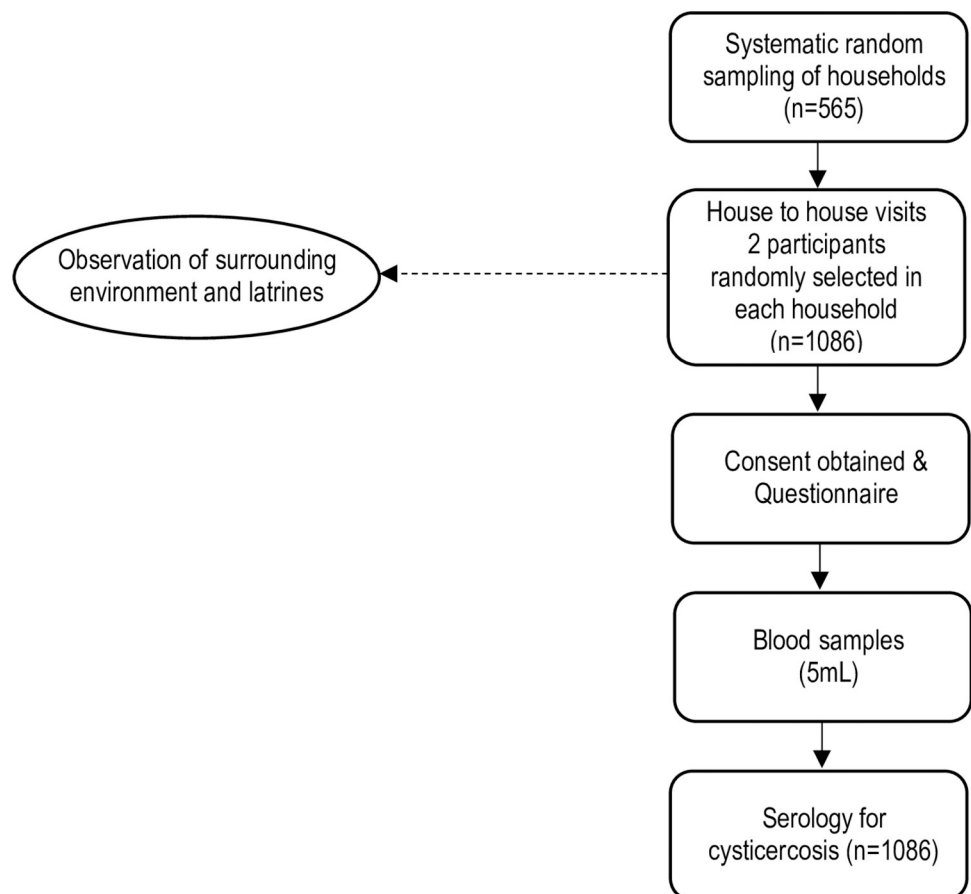 Systematic random
sampling of households
(n=565)
House to house visits
2 participants
randomly selected in
each household
(n=1086)
Observation of surrounding
environment and latrines
Consent obtained &
Questionnaire
Blood samples
(5mL)
Serology for
cysticercosis (n=1086)